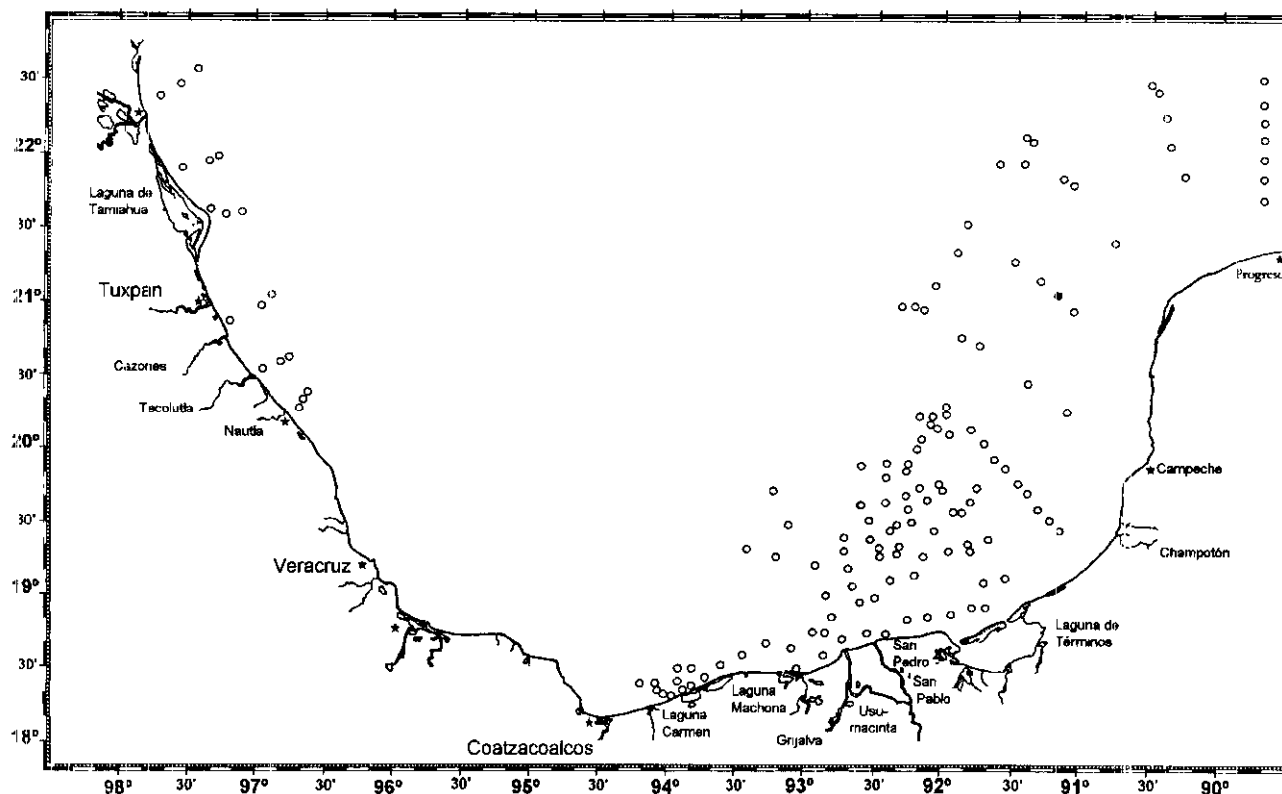 30'
22°
Laguna de
Tamiahua
30'
Tuxpan
21°
Progreso
Cazones
30'
Tecolutla
Nautla
20°
Campeche
30'
Champotón
Veracruz
19°
Laguna de
Términos
San
Pedro
30'
San
Pablo
Laguna
Machona
Laguna
Carmen
Usu-
macinta
18°
Coatzacoalcos
Grijalva
98° 30' 97° 30' 96° 30' 95° 30' 94° 30' 93° 30' 92° 30' 91° 30' 90°